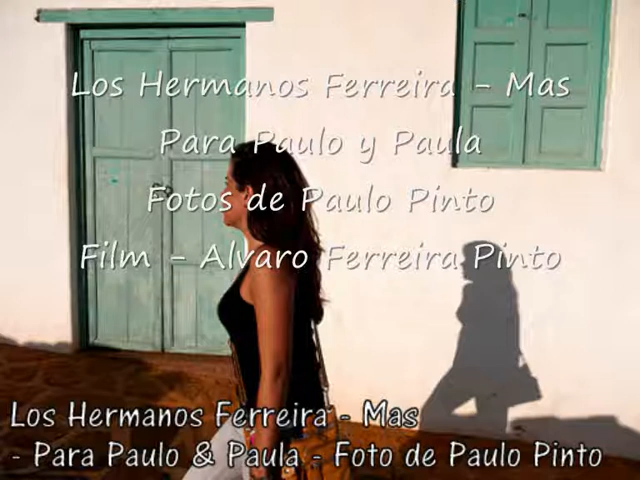 Los Hermanos Ferreira - Mas
Para Paulo y Paula
Fotos de Paulo Pinto
Film - Alvaro Ferreira Pinto
Los Hermanos Ferreira - Mas
- Para Paulo & Paula - Foto de Paulo Pinto